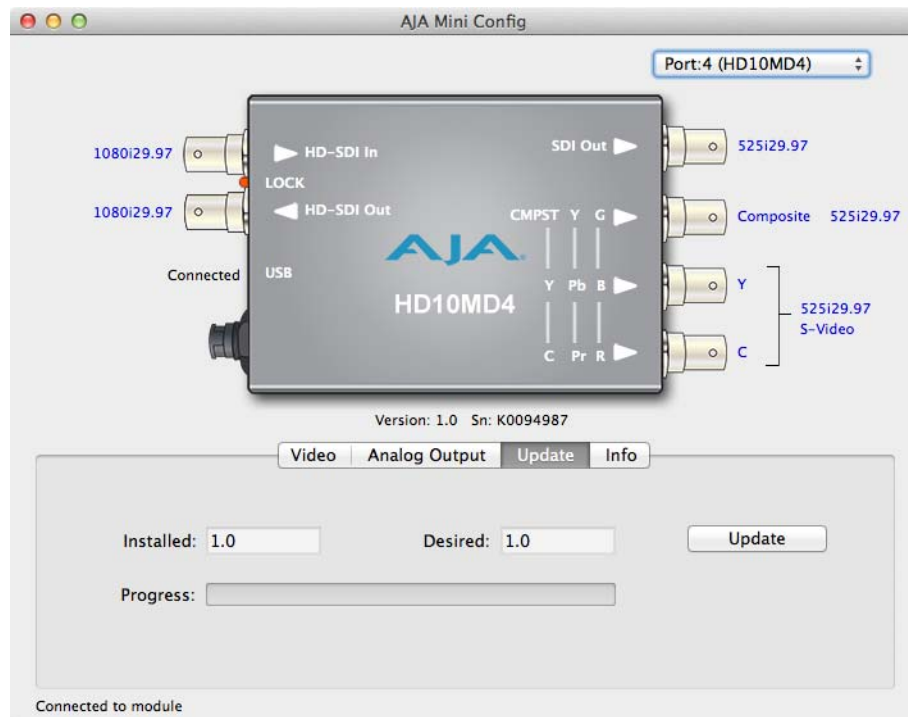 AJA Mini Config
Port:4 (HD10MD4)
1080i29.97
HD-SDI In
SDI Out
525i29.97
LOCK
1080i29.97
HD-SDI Out
CMPST Y G
Composite 525i29.97
AJA
Connected
USB
Y Pb B
Y
HD10MD4
525i29.97
S-Video
C Pr R
C
Version: 1.0 Sn: K0094987
Video
Analog Output
Update
Info
Installed: 1.0
Desired: 1.0
Update
Progress:
Connected to module